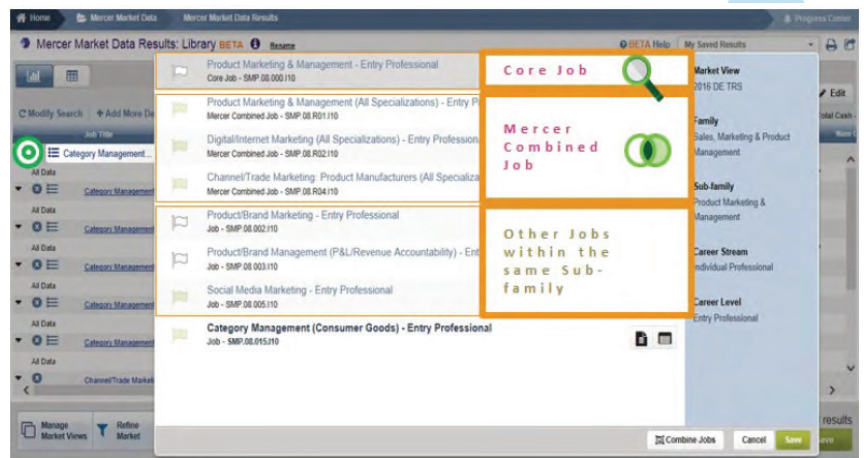 Home Mercer Market Data Mercer Market Data Results Progress Center
Mercer Market Data Results: Library BETA Rename BETA Help My Saved Results
Modify Search + Add More De
Edit
Job Title
Total Cash -
Category Management...
All Data
Category Management
All Data
Category Management
All Data
Category Management
All Data
Category Management
All Data
Category Management
All Data
Channel/Trade Market
Product Marketing & Management - Entry Professional
Core Job - SMP.08.000.I10
Product Marketing & Management (All Specializations) - Entry P
Mercer Combined Job - SMP.08.R01.I10
Digital/Internet Marketing (All Specializations) - Entry Profession
Mercer Combined Job - SMP.08.R02.I10
Channel/Trade Marketing: Product Manufacturers (All Specializa
Mercer Combined Job - SMP.08.R04.I10
Product/Brand Marketing - Entry Professional
Job - SMP.08.002.I10
Product/Brand Management (P&L/Revenue Accountability) - Ent
Job - SMP.08.003.I10
Social Media Marketing - Entry Professional
Job - SMP.08.005.I10
Category Management (Consumer Goods) - Entry Professional
Job - SMP.08.015.I10
Core Job
Mercer
Combined
Job
Other Jobs
within the
same Sub-
family
Market View
2016 DE TRS
Family
Sales, Marketing & Product
Management
Sub-family
Product Marketing &
Management
Career Stream
Individual Professional
Career Level
Entry Professional
Manage
Market Views
Refine
Market
results
Combine Jobs Cancel Save Save